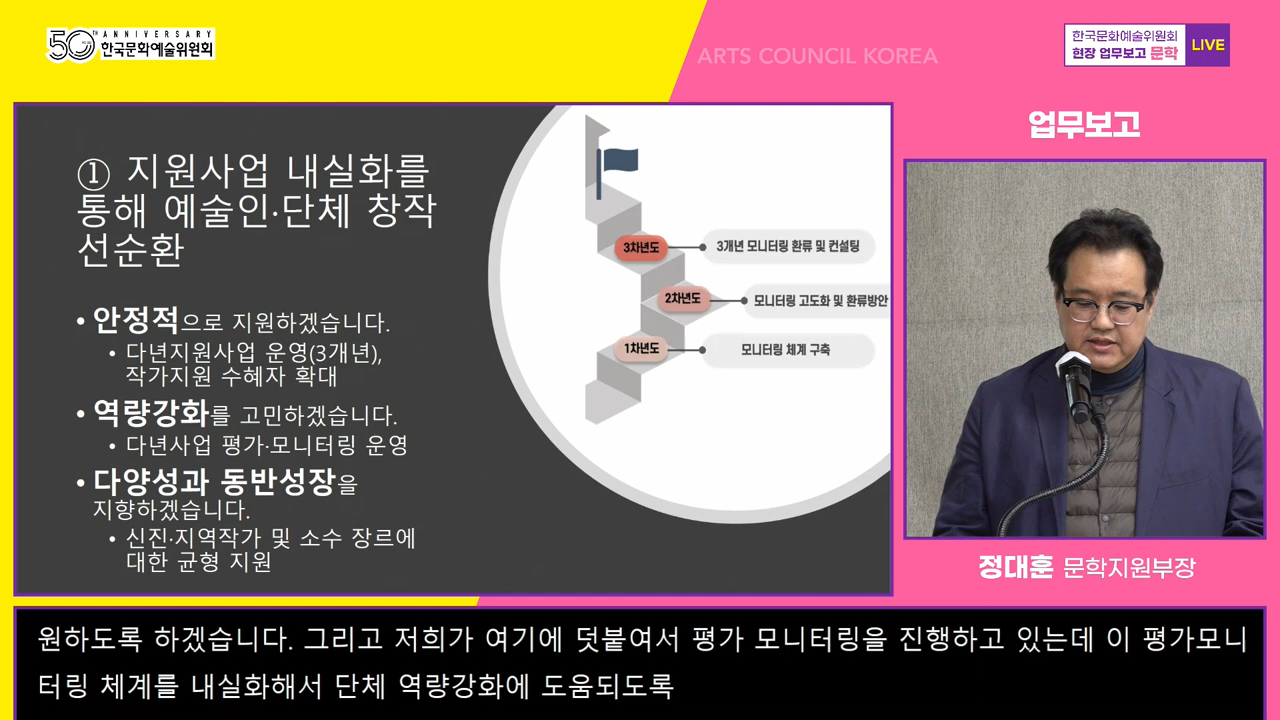 50TH ANNIVERSARY
한국문화예술위원회
ARTS COUNCIL KOREA
한국문화예술위원회
현장 업무보고 문학
LIVE
업무보고
① 지원사업 내실화를
통해 예술인·단체 창작
선순환
• 안정적으로 지원하겠습니다.
• 다년지원사업 운영(3개년),
작가지원 수혜자 확대
• 역량강화를 고민하겠습니다.
• 다년사업 평가·모니터링 운영
• 다양성과 동반성장을
지향하겠습니다.
• 신진·지역작가 및 소수 장르에
대한 균형 지원
3차년도 3개년 모니터링 환류 및 컨설팅
2차년도 모니터링 고도화 및 환류방안
1차년도 모니터링 체계 구축
정대훈 문학지원부장
원하도록 하겠습니다. 그리고 저희가 여기에 덧붙여서 평가 모니터링을 진행하고 있는데 이 평가모니
터링 체계를 내실화해서 단체 역량강화에 도움되도록